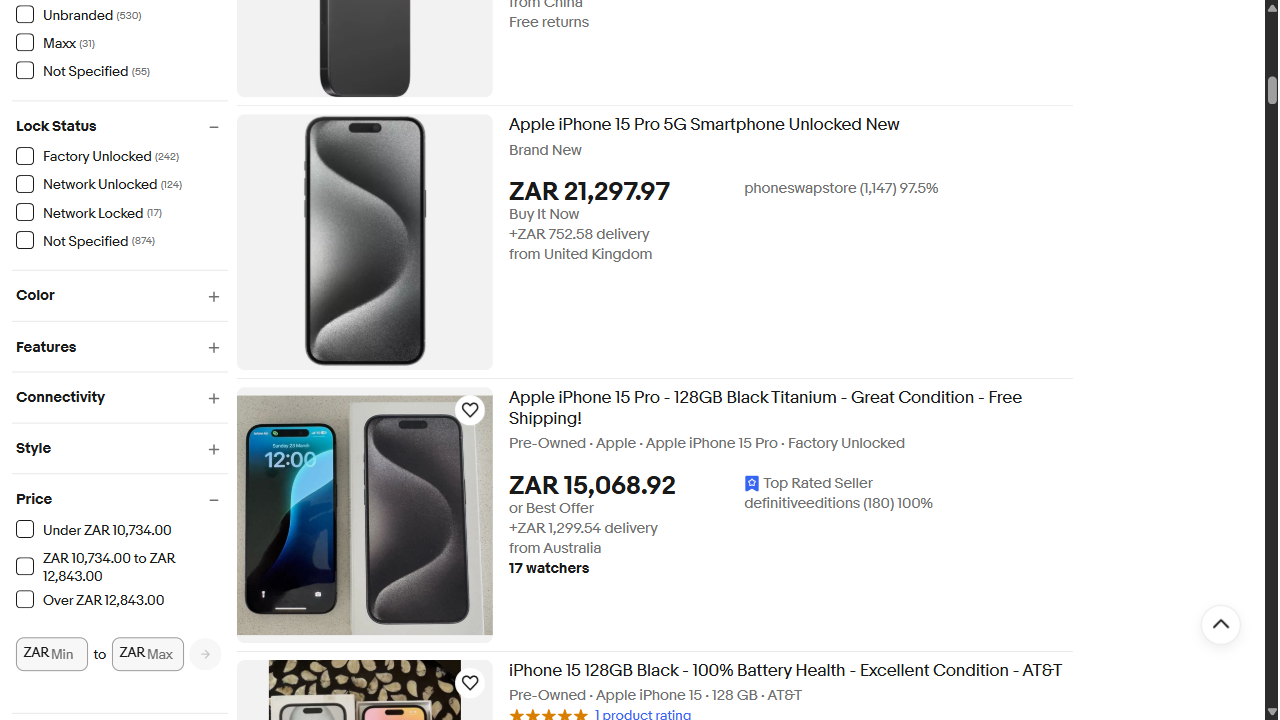 Unbranded (530)
Maxx (31)
Not Specified (55)
Lock Status
Factory Unlocked (242)
Network Unlocked (124)
Network Locked (17)
Not Specified (874)
Color
Features
Connectivity
Style
Price
Under ZAR 10,734.00
ZAR 10,734.00 to ZAR
12,843.00
Over ZAR 12,843.00
ZAR Min to ZAR Max
from China
Free returns
Apple iPhone 15 Pro 5G Smartphone Unlocked New
Brand New
ZAR 21,297.97
Buy It Now
+ZAR 752.58 delivery
from United Kingdom
phoneswapstore (1,147) 97.5%
Sunday 23 March
12:00
Apple iPhone 15 Pro - 128GB Black Titanium - Great Condition - Free
Shipping!
Pre-Owned · Apple · Apple iPhone 15 Pro · Factory Unlocked
ZAR 15,068.92
or Best Offer
+ZAR 1,299.54 delivery
from Australia
17 watchers
Top Rated Seller
definitiveeditions (180) 100%
iPhone 15 128GB Black - 100% Battery Health - Excellent Condition - AT&T
Pre-Owned · Apple iPhone 15 · 128 GB · AT&T
1 product rating